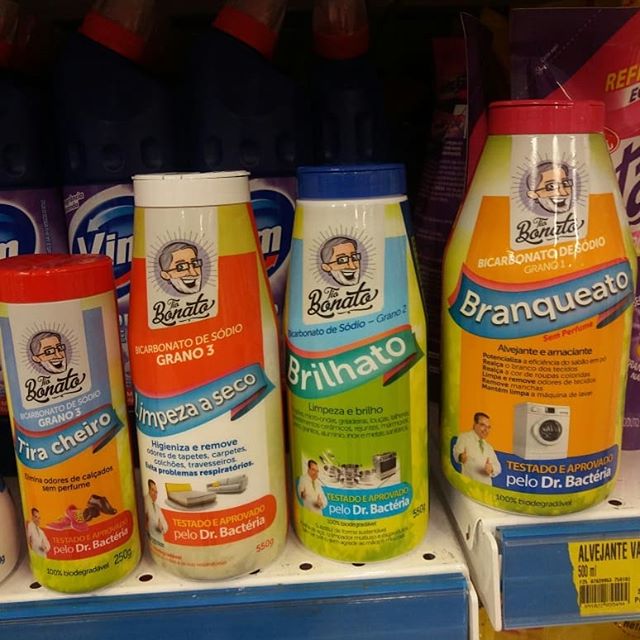 Tio
Bonato
BICARBONATO DE SÓDIO
GRANO 3
Tira cheiro
Elimina odores de calçados
sem perfume
TESTADO E APROVADO
pelo Dr. Bactéria
100% biodegradável
250g
Tio
Bonato
BICARBONATO DE SÓDIO
GRANO 3
Limpeza a seco
Higieniza e remove
odores de tapetes, carpetes,
colchões, travesseiros.
Evita problemas respiratórios.
TESTADO E APROVADO
pelo Dr. Bactéria
550g
Tio
Bonato
Bicarbonato de Sódio - Grano 2
Brilhato
Limpeza e brilho
TESTADO E APROVADO
pelo Dr. Bactéria
100% biodegradável
550g
Tio
Bonato
BICARBONATO DE SÓDIO
GRANO 1
Branqueato
Sem Perfume
Alvejante e amaciante
Potencializa a eficiência do sabão em pó
Realça o branco dos tecidos
Realça a cor de roupas coloridas
Limpa e remove odores de tecidos
Remove manchas
Mantém limpa a máquina de lavar
TESTADO E APROVADO
pelo Dr. Bactéria
100% biodegradável
Vim
REFI
ALVEJANTE VA
500 ml